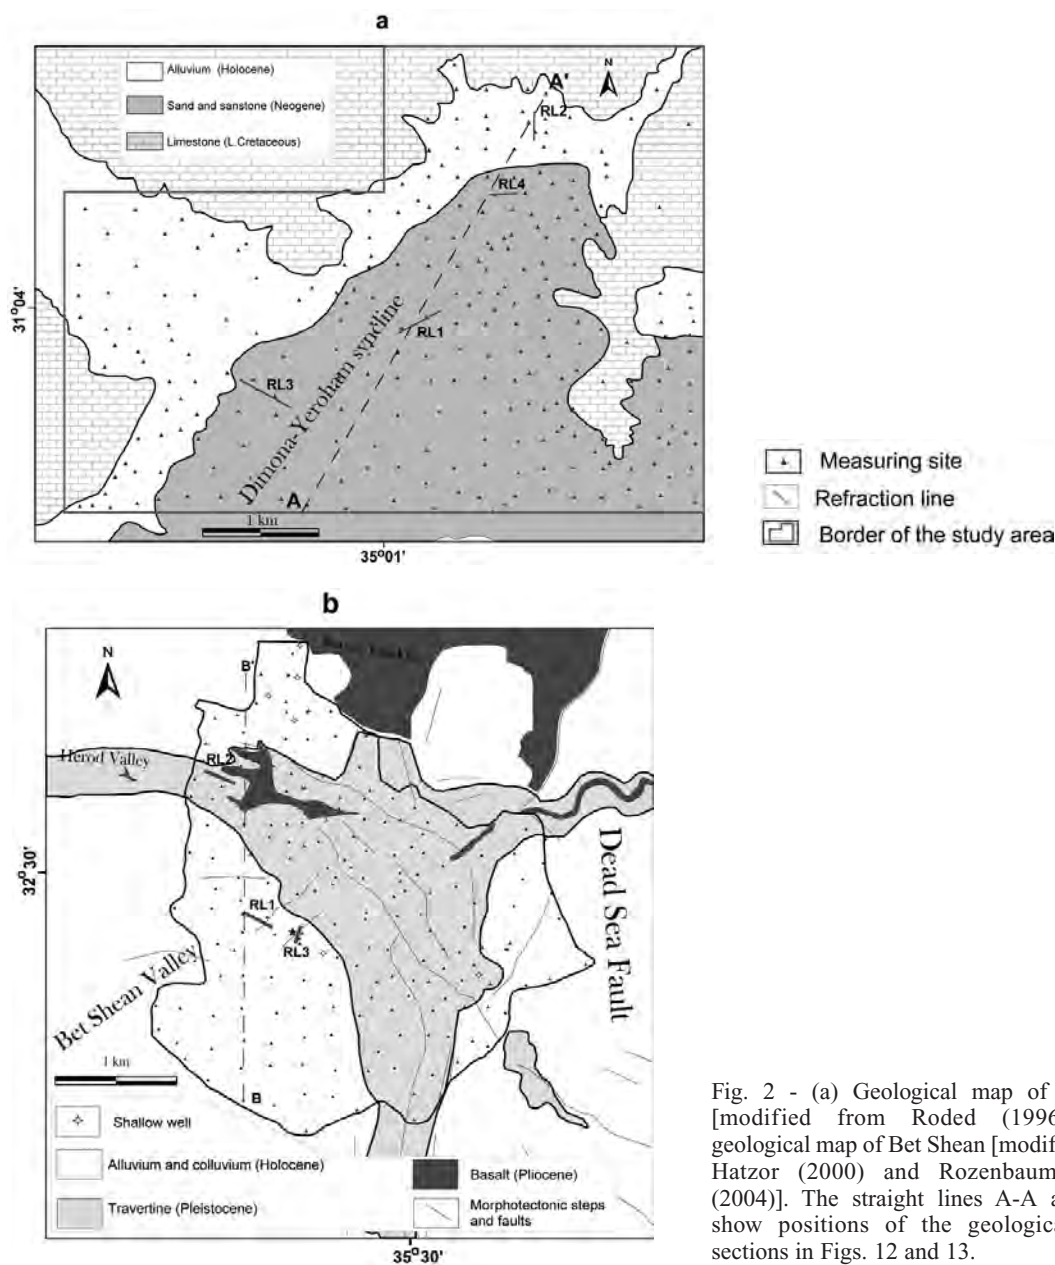 a
Alluvium (Holocene)
Sand and sanstone (Neogene)
Limestone (L.Cretaceous)
N
A'
RL2
RL4
31°04'
RL1
RL3
Dimona-Yeroham syncline
A
1 km
35°01'
Measuring site
Refraction line
Border of the study area
b
N
B'
Herod Valley
RL2
32°30'
Dead Sea Fault
RL1
RL3
Bet Shean Valley
1 km
B
Shallow well
Alluvium and colluvium (Holocene)
Travertine (Pleistocene)
Basalt (Pliocene)
Morphotectonic steps
and faults
35°30'
Fig. 2 - (a) Geological map of
[modified from Roded (1996
geological map of Bet Shean [modif
Hatzor (2000) and Rozenbaum
(2004)]. The straight lines A-A a
show positions of the geologica
sections in Figs. 12 and 13.